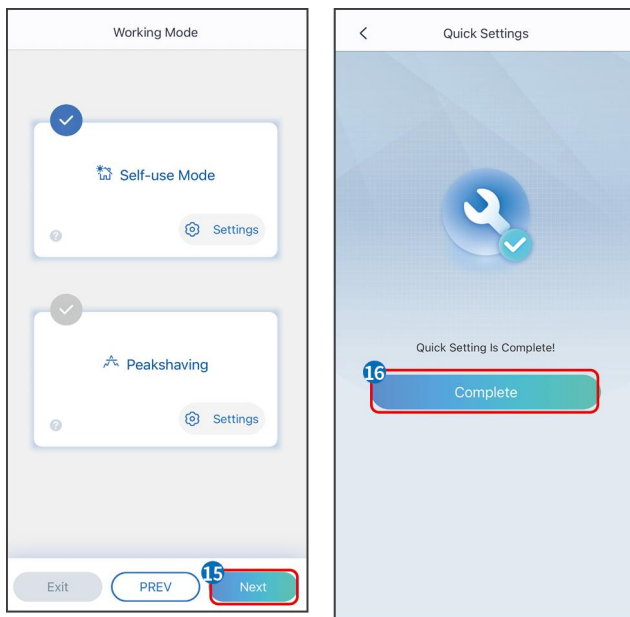 Working Mode
Self-use Mode
?
Settings
Peakshaving
?
Settings
Exit
PREV
15
Next
Quick Settings
Quick Setting Is Complete!
16
Complete